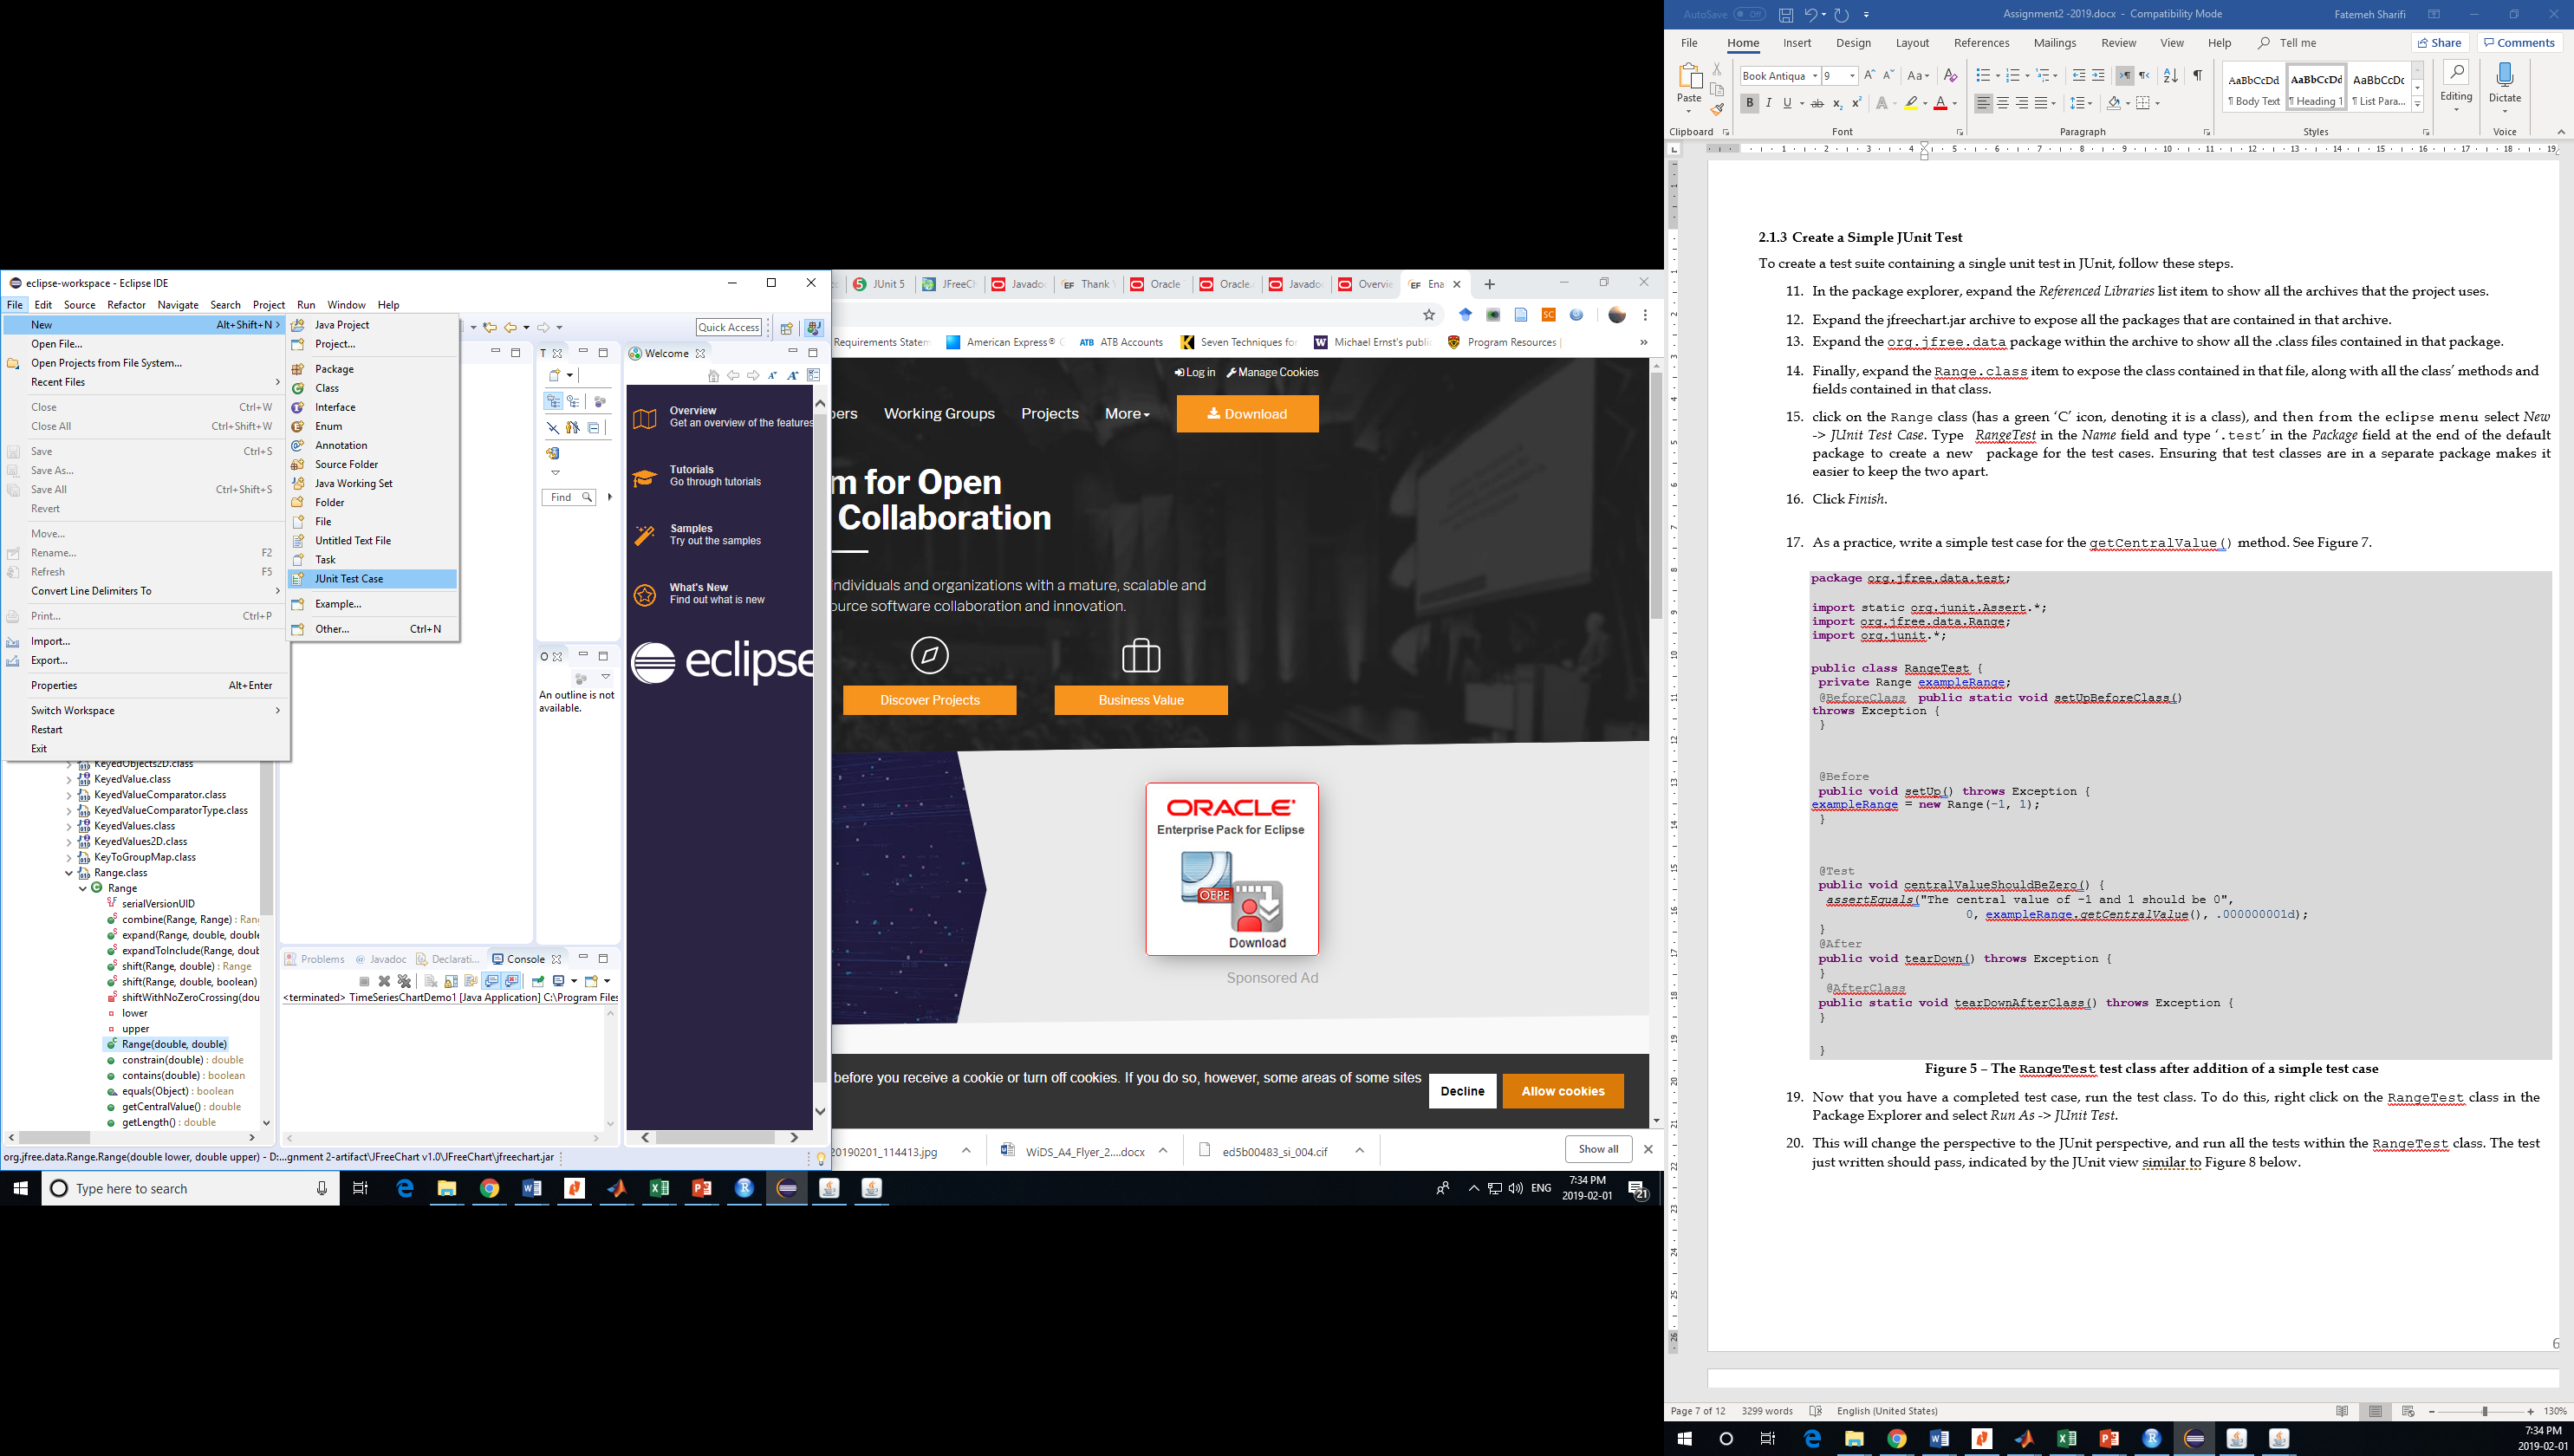 eclipse-workspace - Eclipse IDE
File Edit Source Refactor Navigate Search Project Run Window Help
New Alt+Shift+N >
Open File...
Open Projects from File System...
Recent Files >
Close Ctrl+W
Close All Ctrl+Shift+W
Save Ctrl+S
Save As...
Save All Ctrl+Shift+S
Revert
Move...
Rename... F2
Refresh F5
Convert Line Delimiters To >
Print... Ctrl+P
Import...
Export...
Properties Alt+Enter
Switch Workspace >
Restart
Exit
Java Project
Project...
Package
Class
Interface
Enum
Annotation
Source Folder
Java Working Set
Folder
File
Untitled Text File
Task
JUnit Test Case
Example...
Other... Ctrl+N
Quick Access
T
Find
O
An outline is not
available.
Welcome
Overview
Get an overview of the features
Tutorials
Go through tutorials
Samples
Try out the samples
What's New
Find out what is new
eclipse
KeyedObjects2D.class
KeyedValue.class
KeyedValueComparator.class
KeyedValueComparatorType.class
KeyedValues.class
KeyedValues2D.class
KeyToGroupMap.class
Range.class
Range
serialVersionUID
combine(Range, Range) : Ran
expand(Range, double, double
expandToInclude(Range, doub
shift(Range, double) : Range
shift(Range, double, boolean)
shiftWithNoZeroCrossing(dou
lower
upper
Range(double, double)
constrain(double) : double
contains(double) : boolean
equals(Object) : boolean
getCentralValue() : double
getLength() : double
Problems @ Javadoc Declarati... Console
<terminated> TimeSeriesChartDemo1 [Java Application] C:\Program Files
org.jfree.data.Range.Range(double lower, double upper) - D:...gnment 2-artifact\JFreeChart v1.0\JFreeChart\jfreechart.jar
JUnit 5 JFreeCh Javado Thank Y Oracle Oracle. Javado Overvie Ena
Requirements Statem American Express® ATB Accounts Seven Techniques for Michael Ernst's publi Program Resources | »
Log in Manage Cookies
bers Working Groups Projects More Download
m for Open
Collaboration
individuals and organizations with a mature, scalable and
ource software collaboration and innovation.
Discover Projects Business Value
ORACLE
Enterprise Pack for Eclipse
OEPE
Download
Sponsored Ad
before you receive a cookie or turn off cookies. If you do so, however, some areas of some sites Decline Allow cookies
20190201_114413.jpg WiDS_A4_Flyer_2....docx ed5b00483_si_004.cif Show all
Type here to search
ENG 7:34 PM
2019-02-01
21
AutoSave Off Assignment2 -2019.docx - Compatibility Mode Fatemeh Sharifi
File Home Insert Design Layout References Mailings Review View Help Tell me Share Comments
Paste Book Antiqua 9
AaBbCcDd AaBbCcDd AaBbCcDc
¶ Body Text ¶ Heading 1 ¶ List Para...
Editing Dictate
Clipboard Font Paragraph Styles Voice
2.1.3 Create a Simple JUnit Test
To create a test suite containing a single unit test in JUnit, follow these steps.
11. In the package explorer, expand the Referenced Libraries list item to show all the archives that the project uses.
12. Expand the jfreechart.jar archive to expose all the packages that are contained in that archive.
13. Expand the org.jfree.data package within the archive to show all the .class files contained in that package.
14. Finally, expand the Range.class item to expose the class contained in that file, along with all the class' methods and
fields contained in that class.
15. click on the Range class (has a green 'C' icon, denoting it is a class), and then from the eclipse menu select New
-> JUnit Test Case. Type RangeTest in the Name field and type '.test' in the Package field at the end of the default
package to create a new package for the test cases. Ensuring that test classes are in a separate package makes it
easier to keep the two apart.
16. Click Finish.
17. As a practice, write a simple test case for the getCentralValue() method. See Figure 7.
package org.jfree.data.test;
import static org.junit.Assert.*;
import org.jfree.data.Range;
import org.junit.*;
public class RangeTest {
private Range exampleRange;
@BeforeClass public static void setUpBeforeClass()
throws Exception {
}
@Before
public void setUp() throws Exception {
exampleRange = new Range(-1, 1);
}
@Test
public void centralValueShouldBeZero() {
assertEquals("The central value of -1 and 1 should be 0",
0, exampleRange.getCentralValue(), .000000001d);
}
@After
public void tearDown() throws Exception {
}
@AfterClass
public static void tearDownAfterClass() throws Exception {
}
}
Figure 5 – The RangeTest test class after addition of a simple test case
19. Now that you have a completed test case, run the test class. To do this, right click on the RangeTest class in the
Package Explorer and select Run As -> JUnit Test.
20. This will change the perspective to the JUnit perspective, and run all the tests within the RangeTest class. The test
just written should pass, indicated by the JUnit view similar to Figure 8 below.
6
Page 7 of 12 3299 words English (United States) 130%
7:34 PM
2019-02-01